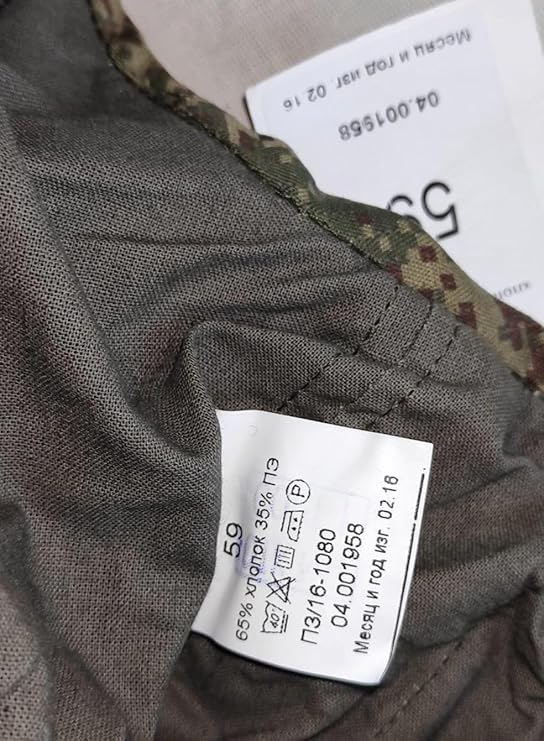 59
65% ХЛОПОК 35% ПЭ
40°
P
ПЗ/16-1080
04.001958
Месяц и год изг. 02.16
04.001958
Месяц и год изг. 02.16